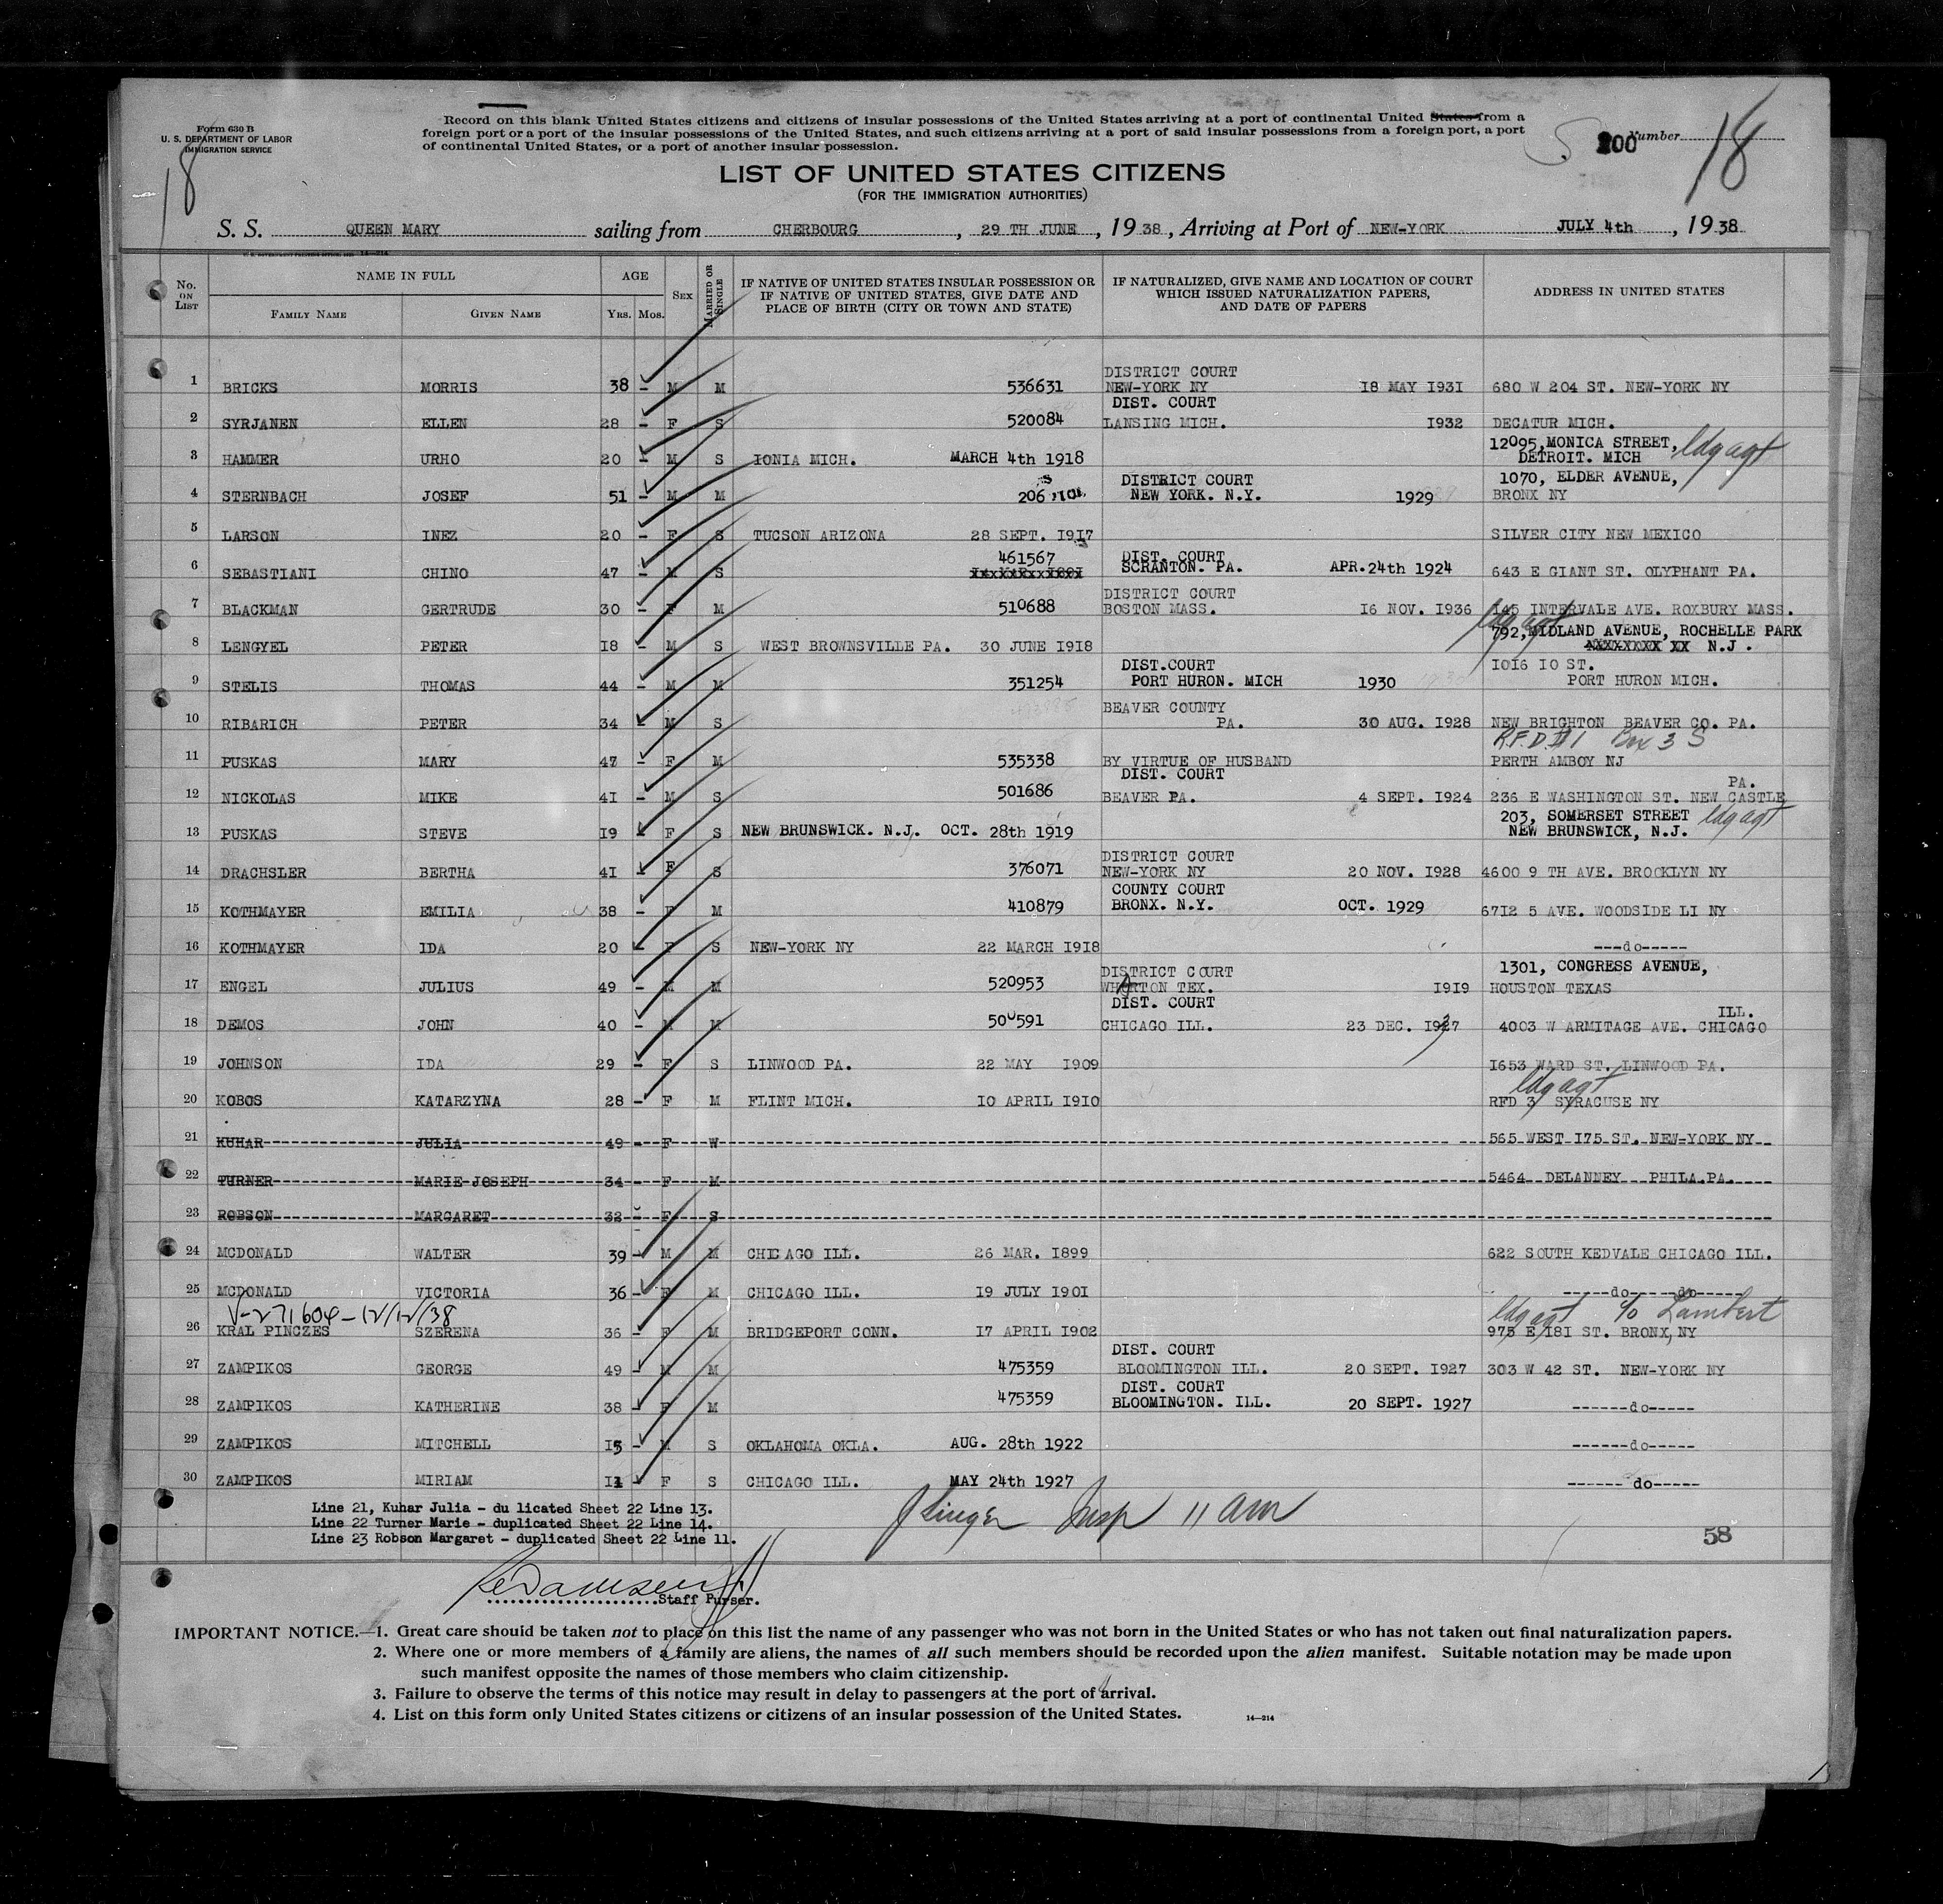 Form 630 B
U. S. DEPARTMENT OF LABOR
IMMIGRATION SERVICE
18
Record on this blank United States citizens and citizens of insular possessions of the United States arriving at a port of continental United States from a
foreign port or a port of the insular possessions of the United States, and such citizens arriving at a port of said insular possessions from a foreign port, a port
of continental United States, or a port of another insular possession.
200 Number 18
LIST OF UNITED STATES CITIZENS
(FOR THE IMMIGRATION AUTHORITIES)
S. S. QUEEN MARY sailing from CHERBOURG, 29 TH JUNE, 1938, Arriving at Port of NEW-YORK JULY 4th, 1938
No. ON LIST
NAME IN FULL
FAMILY NAME GIVEN NAME
AGE
YRS. MOS.
SEX
MARRIED OR SINGLE
IF NATIVE OF UNITED STATES INSULAR POSSESSION OR
IF NATIVE OF UNITED STATES, GIVE DATE AND
PLACE OF BIRTH (CITY OR TOWN AND STATE)
IF NATURALIZED, GIVE NAME AND LOCATION OF COURT
WHICH ISSUED NATURALIZATION PAPERS,
AND DATE OF PAPERS
ADDRESS IN UNITED STATES
DISTRICT COURT
1 BRICKS MORRIS 38 - M M 536631 NEW-YORK NY 18 MAY 1931 680 W 204 ST. NEW-YORK NY
DIST. COURT
2 SYRJANEN ELLEN 28 - F S 520084 LANSING MICH. 1932 DECATUR MICH.
12095, MONICA STREET, ldg agt
3 HAMMER URHO 20 - M S IONIA MICH. MARCH 4th 1918 DETROIT. MICH
DISTRICT COURT 1070, ELDER AVENUE,
4 STERNBACH JOSEF 51 - M M 206 NEW YORK. N.Y. 1929 BRONX NY
5 LARSON INEZ 20 - F S TUCSON ARIZONA 28 SEPT. 1917 SILVER CITY NEW MEXICO
461567 DIST. COURT
6 SEBASTIANI CHINO 47 - M S SCRANTON. PA. APR.24th 1924 643 E GIANT ST. OLYPHANT PA.
DISTRICT COURT
7 BLACKMAN GERTRUDE 30 - F M 510688 BOSTON MASS. 16 NOV. 1936 145 INTERVALE AVE. ROXBURY MASS.
ldg agt
792, MIDLAND AVENUE, ROCHELLE PARK
8 LENGYEL PETER 18 - M S WEST BROWNSVILLE PA. 30 JUNE 1918 XXXXXXXX XX N.J.
DIST.COURT 1016 10 ST.
9 STELIS THOMAS 44 - M M 351254 PORT HURON. MICH 1930 PORT HURON MICH.
BEAVER COUNTY
10 RIBARICH PETER 34 - M S PA. 30 AUG. 1928 NEW BRIGHTON BEAVER CO. PA.
R.F.D. #1 Box 3 S
11 PUSKAS MARY 47 - F M 535338 BY VIRTUE OF HUSBAND PERTH AMBOY NJ
DIST. COURT PA.
12 NICKOLAS MIKE 41 - M S 501686 BEAVER PA. 4 SEPT. 1924 236 E WASHINGTON ST. NEW CASTLE
203, SOMERSET STREET ldg agt
13 PUSKAS STEVE 19 - F S NEW BRUNSWICK. N.J. OCT. 28th 1919 NEW BRUNSWICK, N.J.
DISTRICT COURT
14 DRACHSLER BERTHA 41 - F S 376071 NEW-YORK NY 20 NOV. 1928 4600 9 TH AVE. BROOKLYN NY
COUNTY COURT
15 KOTHMAYER EMILIA 38 - F M 410879 BRONX. N.Y. OCT. 1929 6712 5 AVE. WOODSIDE LI NY
16 KOTHMAYER IDA 20 - F S NEW-YORK NY 22 MARCH 1918 ---do-----
DISTRICT COURT 1301, CONGRESS AVENUE,
17 ENGEL JULIUS 49 - M M 520953 WHARTON TEX. 1919 HOUSTON TEXAS
DIST. COURT ILL.
18 DEMOS JOHN 40 - M M 500591 CHICAGO ILL. 23 DEC. 1927 4003 W ARMITAGE AVE. CHICAGO
19 JOHNSON IDA 29 - F S LINWOOD PA. 22 MAY 1909 1653 WARD ST. LINWOOD PA.
ldg agt
20 KOBOS KATARZYNA 28 - F M FLINT MICH. 10 APRIL 1910 RFD 3 SYRACUSE NY
21 KUHAR JULIA 49 - F W 565 WEST 175 ST. NEW-YORK NY
22 TURNER MARIE JOSEPH 34 - F M 5464 DELANNEY PHILA.PA.
23 ROBSON MARGARET 32 - F S
24 MCDONALD WALTER 39 - M M CHICAGO ILL. 26 MAR. 1899 622 SOUTH KEDVALE CHICAGO ILL.
25 MCDONALD VICTORIA 36 - F M CHICAGO ILL. 19 JULY 1901 -----do-----do-----
V-271604-12/12/38 ldg agt c/o Lambert
26 KRAL PINCZES SZERENA 36 - F M BRIDGEPORT CONN. 17 APRIL 1902 975 E 181 ST. BRONX, NY
DIST. COURT
27 ZAMPIKOS GEORGE 49 - M M 475359 BLOOMINGTON ILL. 20 SEPT. 1927 303 W 42 ST. NEW-YORK NY
DIST. COURT
28 ZAMPIKOS KATHERINE 38 - F M 475359 BLOOMINGTON. ILL. 20 SEPT. 1927 ------do-----
29 ZAMPIKOS MITCHELL 15 - M S OKLAHOMA OKLA. AUG. 28th 1922 ------do-----
30 ZAMPIKOS MIRIAM 11 F S CHICAGO ILL. MAY 24th 1927 ------do-----
Line 21, Kuhar Julia - du licated Sheet 22 Line 13.
Line 22 Turner Marie - duplicated Sheet 22 Line 14.
Line 23 Robson Margaret - duplicated Sheet 22 Line 11.
Insp 11 am
58
Staff Purser.
IMPORTANT NOTICE.—1. Great care should be taken not to place on this list the name of any passenger who was not born in the United States or who has not taken out final naturalization papers.
2. Where one or more members of a family are aliens, the names of all such members should be recorded upon the alien manifest. Suitable notation may be made upon
such manifest opposite the names of those members who claim citizenship.
3. Failure to observe the terms of this notice may result in delay to passengers at the port of arrival.
4. List on this form only United States citizens or citizens of an insular possession of the United States.
14—214